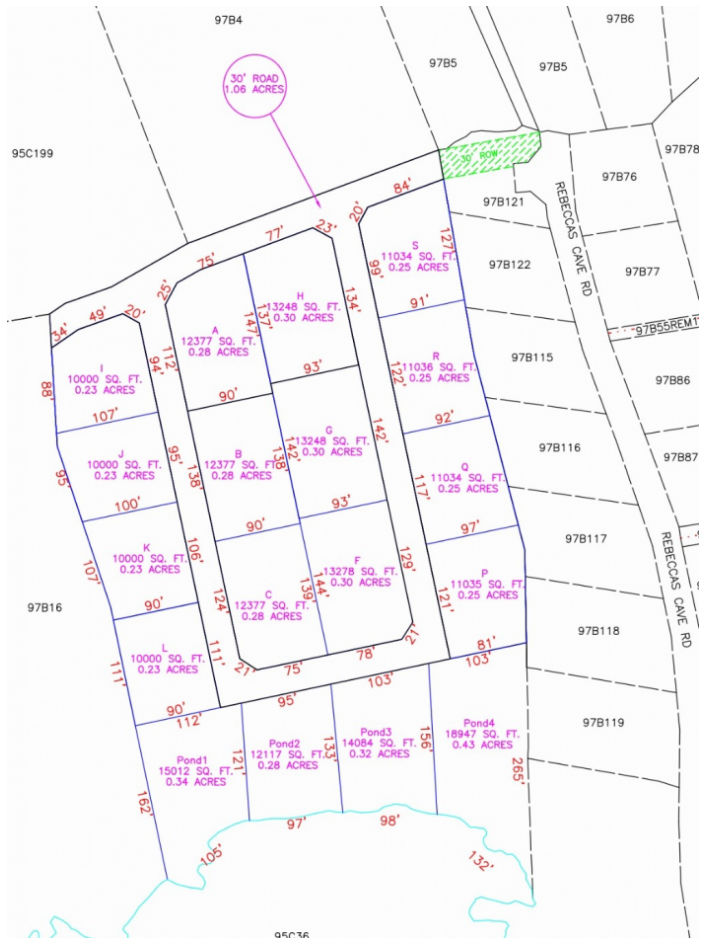 97B4
97B6
97B5
97B5
30' ROAD
1.06 ACRES
95C199
97B78
30' ROW
97B76
84'
97B121
REBECCAS CAVE RD
20'
23'
77'
S
11034 SQ. FT.
0.25 ACRES
127'
75'
99'
97B122
97B77
25'
H
13248 SQ. FT.
0.30 ACRES
134'
137'
147'
91'
34'
49'
20'
A
12377 SQ. FT.
0.28 ACRES
112'
97B55REM1
94'
R
11036 SQ. FT.
0.25 ACRES
97B115
I
10000 SQ. FT.
0.23 ACRES
88'
93'
122'
97B86
90'
107'
92'
G
13248 SQ. FT.
0.30 ACRES
142'
95'
97B116
J
10000 SQ. FT.
0.23 ACRES
B
12377 SQ. FT.
0.28 ACRES
142'
138'
Q
11034 SQ. FT.
0.25 ACRES
97B87
95'
138'
117'
100'
93'
90'
97'
97B117
K
10000 SQ. FT.
0.23 ACRES
106'
F
13278 SQ. FT.
0.30 ACRES
129'
107'
P
11035 SQ. FT.
0.25 ACRES
REBECCAS CAVE RD
144'
139'
C
12377 SQ. FT.
0.28 ACRES
124'
121'
97B16
90'
97B118
L
10000 SQ. FT.
0.23 ACRES
111'
111'
21'
81'
78'
75'
21'
103'
103'
95'
90'
112'
97B119
Pond4
18947 SQ. FT.
0.43 ACRES
Pond3
14084 SQ. FT.
0.32 ACRES
156'
Pond2
12117 SQ. FT.
0.28 ACRES
133'
Pond1
15012 SQ. FT.
0.34 ACRES
121'
265'
162'
97'
98'
105'
132'
95C36